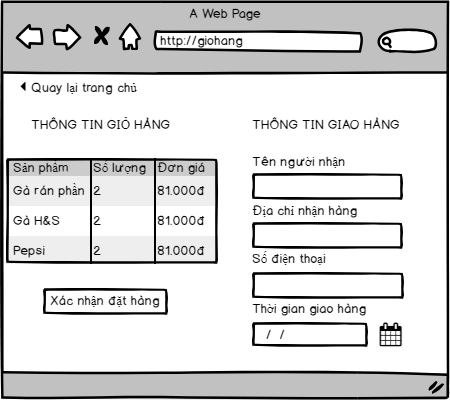 A Web Page
http://giohang
Quay lại trang chủ
THÔNG TIN GIỎ HÀNG
Sản phẩm Số lượng Đơn giá
Gà rán phần 2 81.000đ
Gà H&S 2 81.000đ
Pepsi 2 81.000đ
Xác nhận đặt hàng
THÔNG TIN GIAO HÀNG
Tên người nhận
Địa chỉ nhận hàng
Số điện thoại
Thời gian giao hàng
/ /